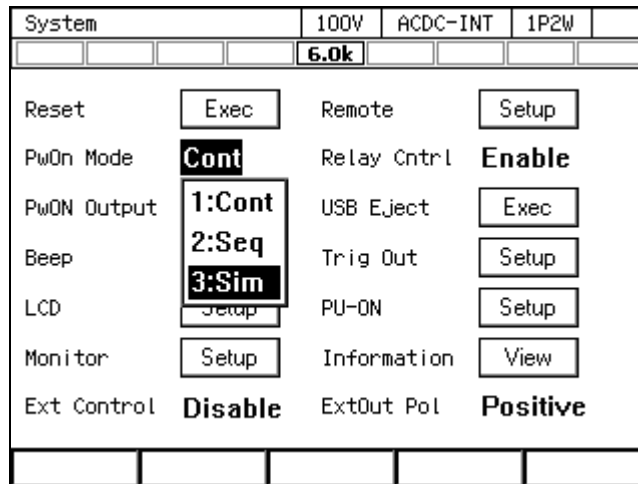 System 100V ACDC-INT 1P2W
6.0k
Reset Exec Remote Setup
PwOn Mode Cont Relay Cntrl Enable
PwON Output 1:Cont USB Eject Exec
2:Seq
Beep Trig Out Setup
3:Sim
LCD Setup PU-ON Setup
Monitor Setup Information View
Ext Control Disable ExtOut Pol Positive